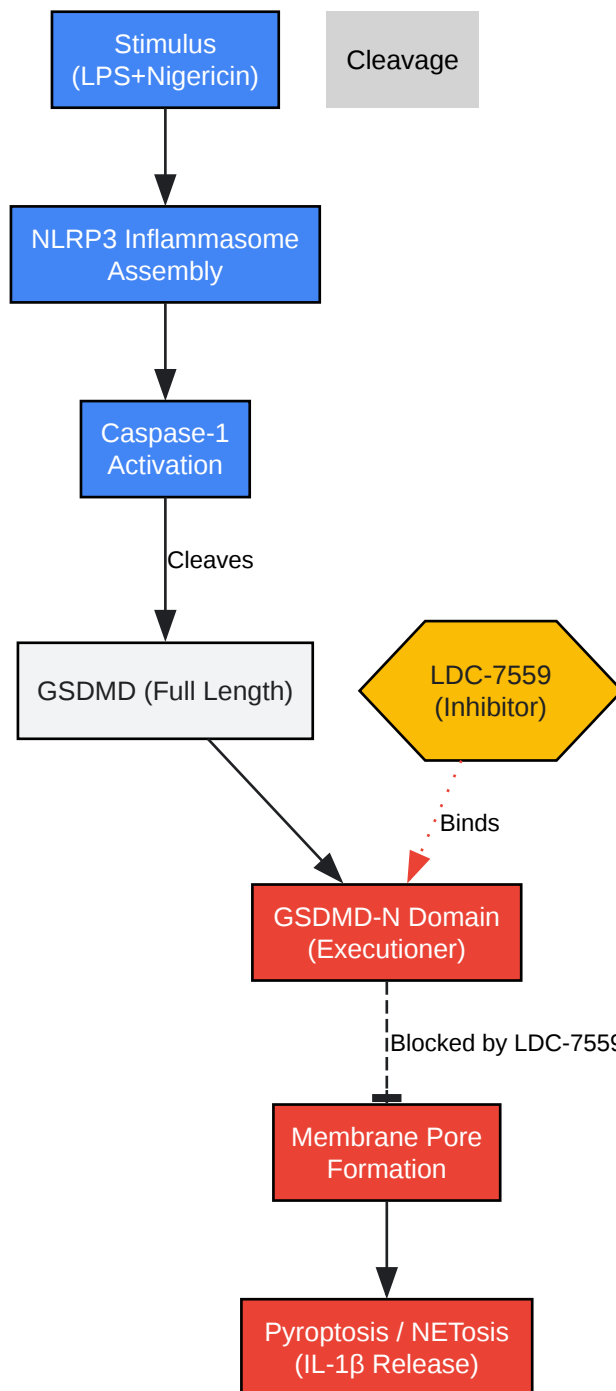 Stimulus
(LPS+Nigericin)
Cleavage
NLRP3 Inflammasome
Assembly
Caspase-1
Activation
Cleaves
GSDMD (Full Length)
LDC-7559
(Inhibitor)
Binds
GSDMD-N Domain
(Executioner)
Blocked by LDC-7559
Membrane Pore
Formation
Pyroptosis / NETosis
(IL-1β Release)